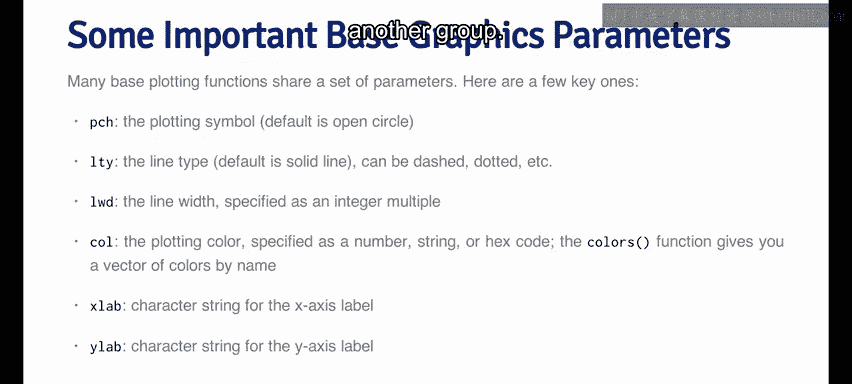 Some Important Base Graphics Parameters
another group.
Many base plotting functions share a set of parameters. Here are a few key ones:
· pch: the plotting symbol (default is open circle)
· lty: the line type (default is solid line), can be dashed, dotted, etc.
· lwd: the line width, specified as an integer multiple
· col: the plotting color, specified as a number, string, or hex code; the colors() function gives you
a vector of colors by name
· xlab: character string for the x-axis label
· ylab: character string for the y-axis label